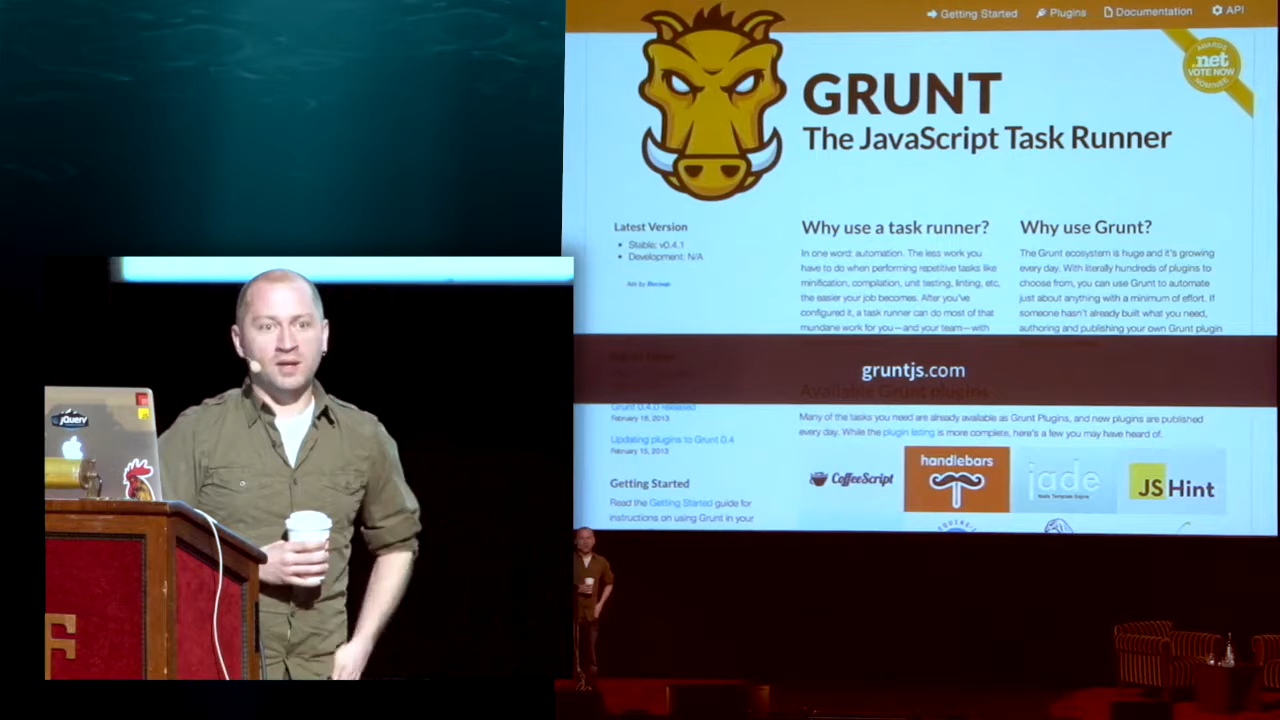 Getting Started Plugins Documentation API
AWARDS
.net
VOTE NOW
NOMINEE
GRUNT
The JavaScript Task Runner
Latest Version
Stable: v0.4.1
Development: N/A
Why use a task runner?
In one word: automation. The less work you
have to do when performing repetitive tasks like
minification, compilation, unit testing, linting, etc,
the easier your job becomes. After you've
configured it, a task runner can do most of that
mundane work for you—and your team—with
Why use Grunt?
The Grunt ecosystem is huge and it's growing
every day. With literally hundreds of plugins to
choose from, you can use Grunt to automate
just about anything with a minimum of effort. If
someone hasn't already built what you need,
authoring and publishing your own Grunt plugin
gruntjs.com
Available Grunt plugins
Grunt 0.4.0 released
February 18, 2013
Updating plugins to Grunt 0.4
February 15, 2013
Getting Started
Read the Getting Started guide for
instructions on using Grunt in your
Many of the tasks you need are already available as Grunt Plugins, and new plugins are published
every day. While the plugin listing is more complete, here's a few you may have heard of.
CoffeeScript
handlebars
jade
JSHint
jQuery
F